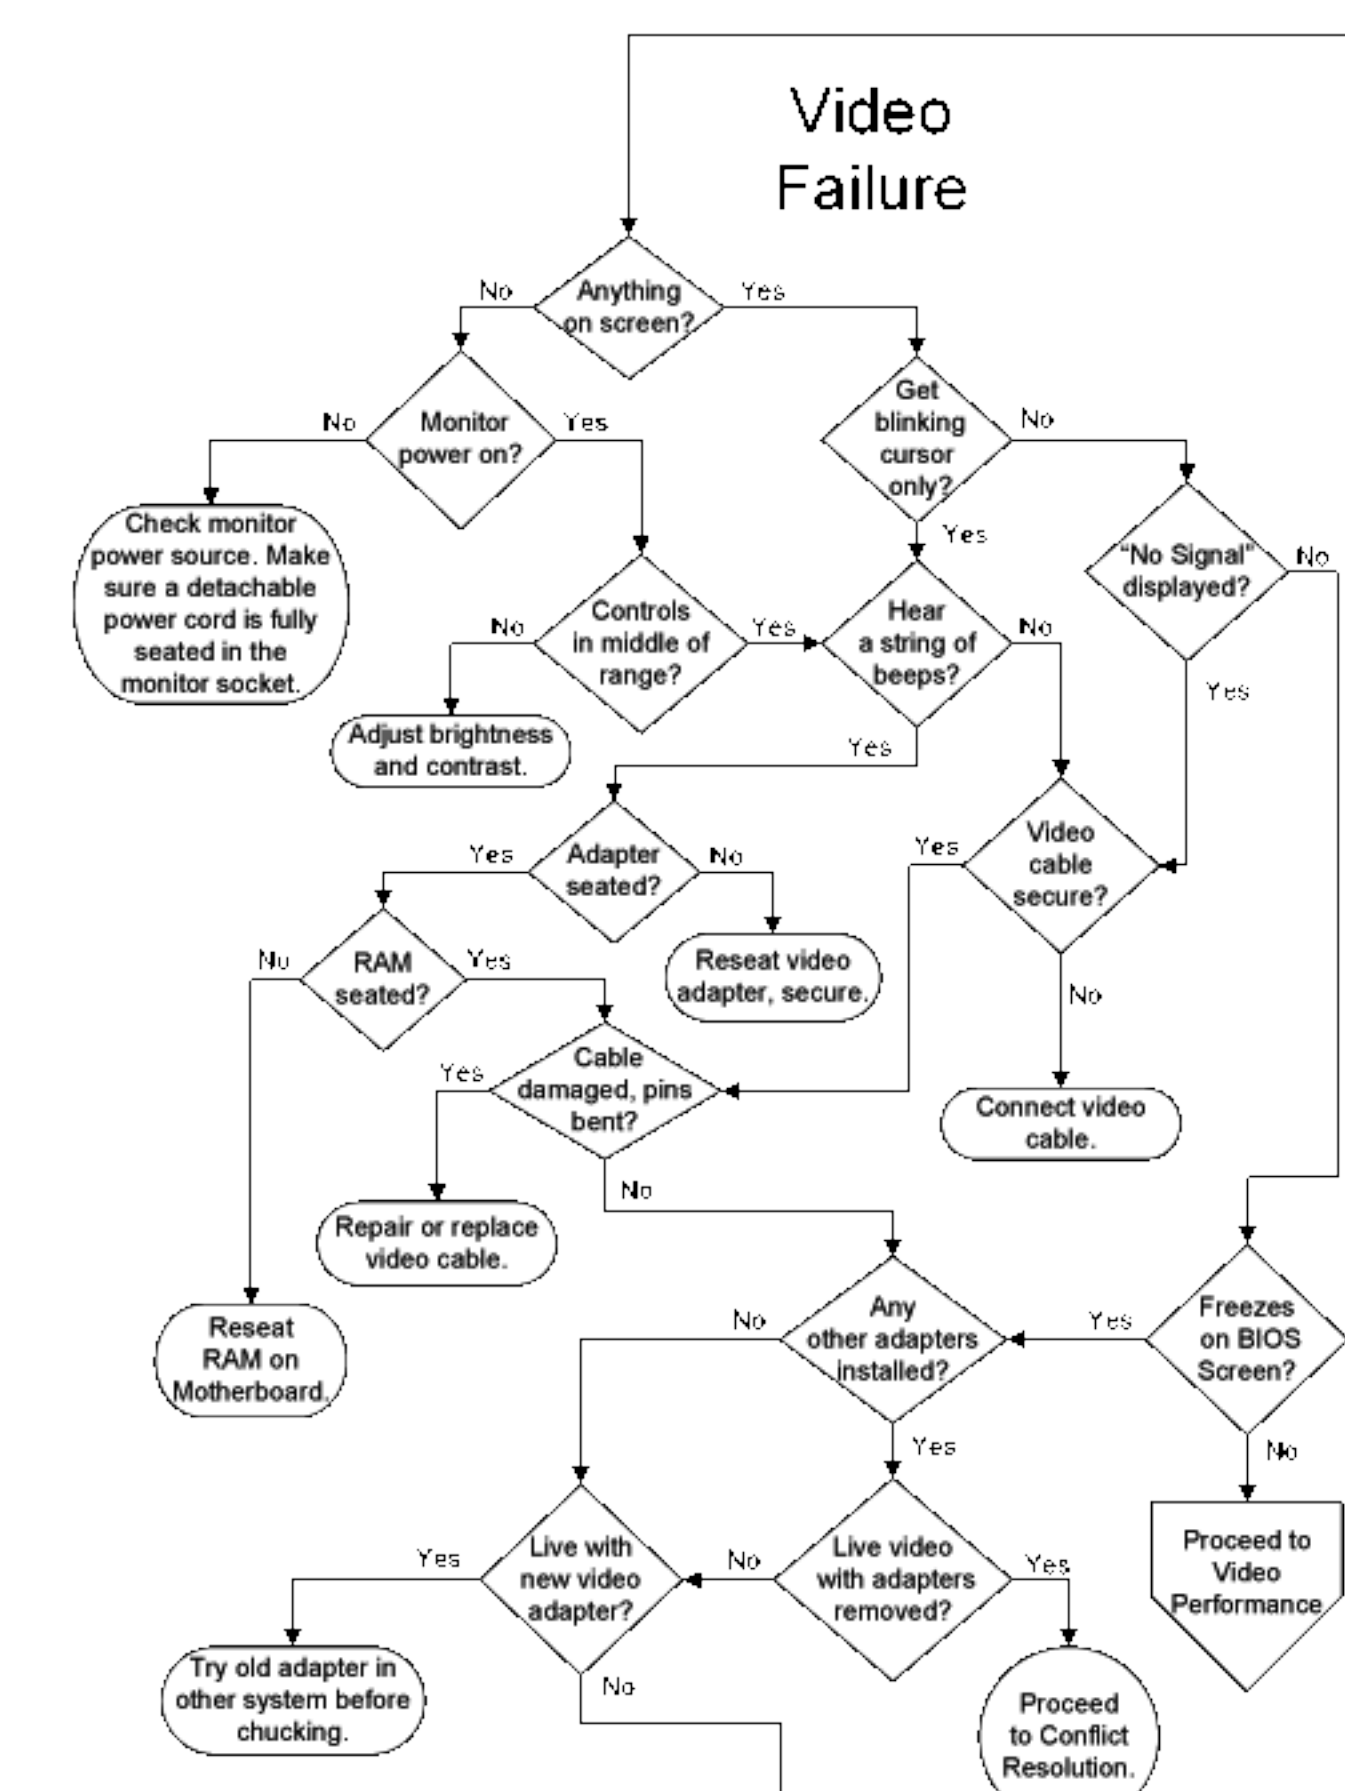 Video
Failure
Anything
on screen?
No
Yes
Monitor
power on?
No
Yes
Get
blinking
cursor
only?
No
Yes
Check monitor
power source. Make
sure a detachable
power cord is fully
seated in the
monitor socket.
"No Signal"
displayed?
No
Yes
Controls
in middle of
range?
No
Yes
Hear
a string of
beeps?
No
Yes
Adjust brightness
and contrast.
Adapter
seated?
Yes
No
Video
cable
secure?
Yes
No
RAM
seated?
No
Yes
Reseat video
adapter, secure.
Cable
damaged, pins
bent?
Yes
No
Connect video
cable.
Repair or replace
video cable.
Reseat
RAM on
Motherboard.
Any
other adapters
installed?
No
Yes
Freezes
on BIOS
Screen?
Yes
No
Live with
new video
adapter?
Yes
No
Live video
with adapters
removed?
No
Yes
Proceed to
Video
Performance
Try old adapter in
other system before
chucking.
Proceed
to Conflict
Resolution.